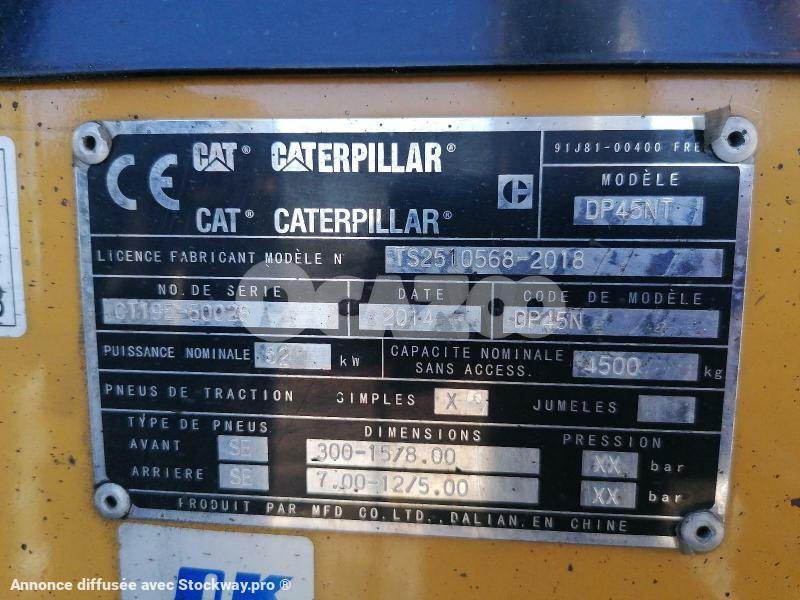 91J81-00400 FRE
CE CAT® CATERPILLAR®
MODÈLE
DP45NT
CAT® CATERPILLAR®
LICENCE FABRICANT MODÈLE N° TS2510568-2018
NO. DE SERIE DATE CODE DE MODÈLE
2014 DP45N
PUISSANCE NOMINALE 52 kW CAPACITE NOMINALE SANS ACCESS. 4500 kg
PNEUS DE TRACTION SIMPLES X JUMELES
TYPE DE PNEUS DIMENSIONS PRESSION
AVANT SE 300-15/8.00 XX bar
ARRIERE SE 7.00-12/5.00 XX bar
PRODUIT PAR MFD CO.LTD., DALIAN, EN CHINE
OCAZOO
Annonce diffusée avec Stockway.pro ®